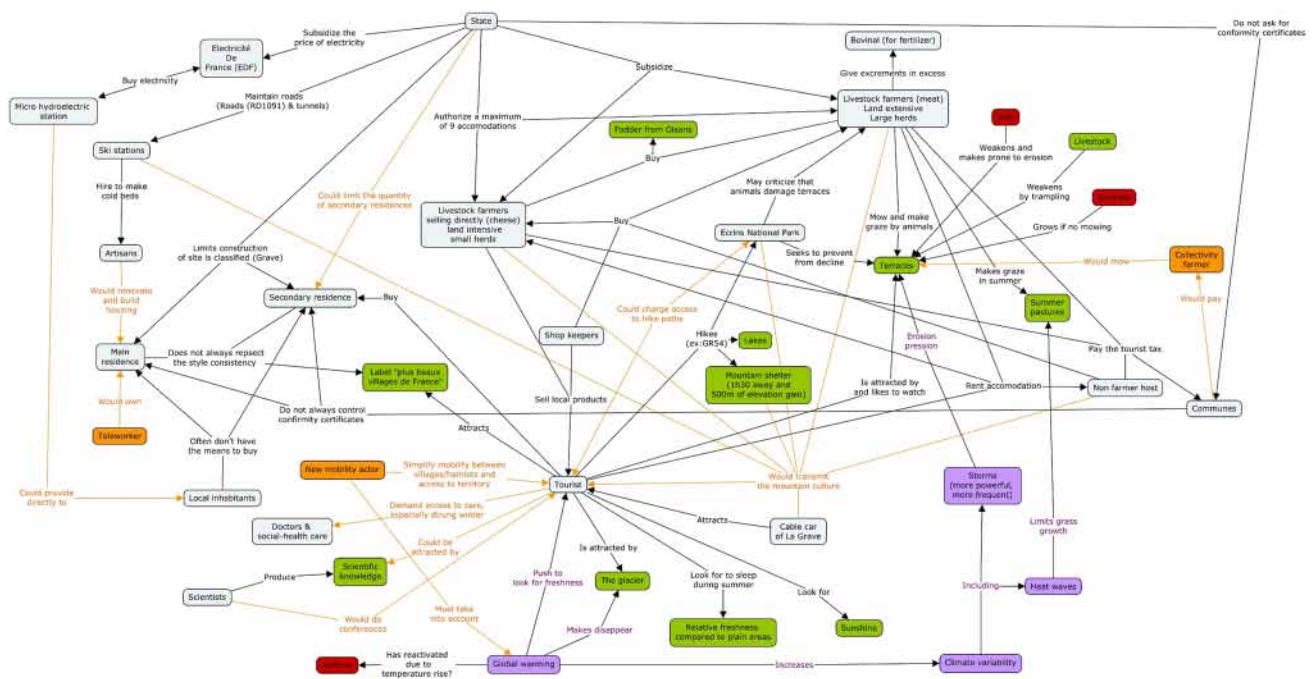 State
Do not ask for
conformity certificates
Subsidize the
price of electricity
Electricité
De
France (EDF)
Bovinal (for fertilizer)
Buy electricity
Subsidize
Give excrements in excess
Micro hydroelectric
station
Maintain roads
(Roads (RD1091) & tunnels)
Livestock farmers (meat)
Land extensive
Large herds
Authorize a maximum
of 9 accomodations
Fodder from Oisans
Livestock
Ski stations
Buy
Weakens and
makes prone to erosion
Hire to make
cold beds
Could limit the quantity
of secondary residences
May criticize that
animals damage terraces
Weakens
by trampling
Livestock farmers
selling directly (cheese)
land intensive
small herds
Buy
Ecrins National Park
Mow and make
graze by animals
Grows if no mowing
Artisans
Limits construction
of site is classified (Grave)
Seeks to prevent
from decline
Terraces
Would mow
Collectivity
farmer
Makes graze
in summer
Would renovate
and build
housing
Secondary residence
Buy
Could charge access
to hike paths
Summer
pastures
Would pay
Shop keepers
Hikes
(ex:GR54)
Lakes
Erosion
pression
Main
residence
Does not always repsect
the style consistency
Pay the tourist tax
Label "plus beaux
villages de France"
Moontain shelter
(1h30 away and
500m of elevation gain)
Is attracted by
and likes to watch
Rent accomodation
Non farmer host
Would own
Sell local products
Communes
Do not always control
confirmity certificates
Teleworker
Attracts
Often don't have
the means to buy
New mobility actor
Simplify mobility between
villages/hamlets and
access to territory
Would transmit
the mountain culture
Tourist
Storms
(more powerful,
more frequent)
Could provide
directly to
Local inhabitants
Demand access to care,
especially dirung winter
Doctors &
social-health care
Attracts
Cable car
of La Grave
Limits grass
growth
Could be
attracted by
Is attracted by
Scientific
knowledge
Produce
Push to
look for freshness
The glacier
Look for to sleep
during summer
Look for
Including
Heat waves
Scientists
Would do
conferences
Must take
into account
Makes disappear
Relative freshness
compared to plain areas
Sunshine
Has reactivated
due to
temperature rise?
Global warming
Increases
Climate variability